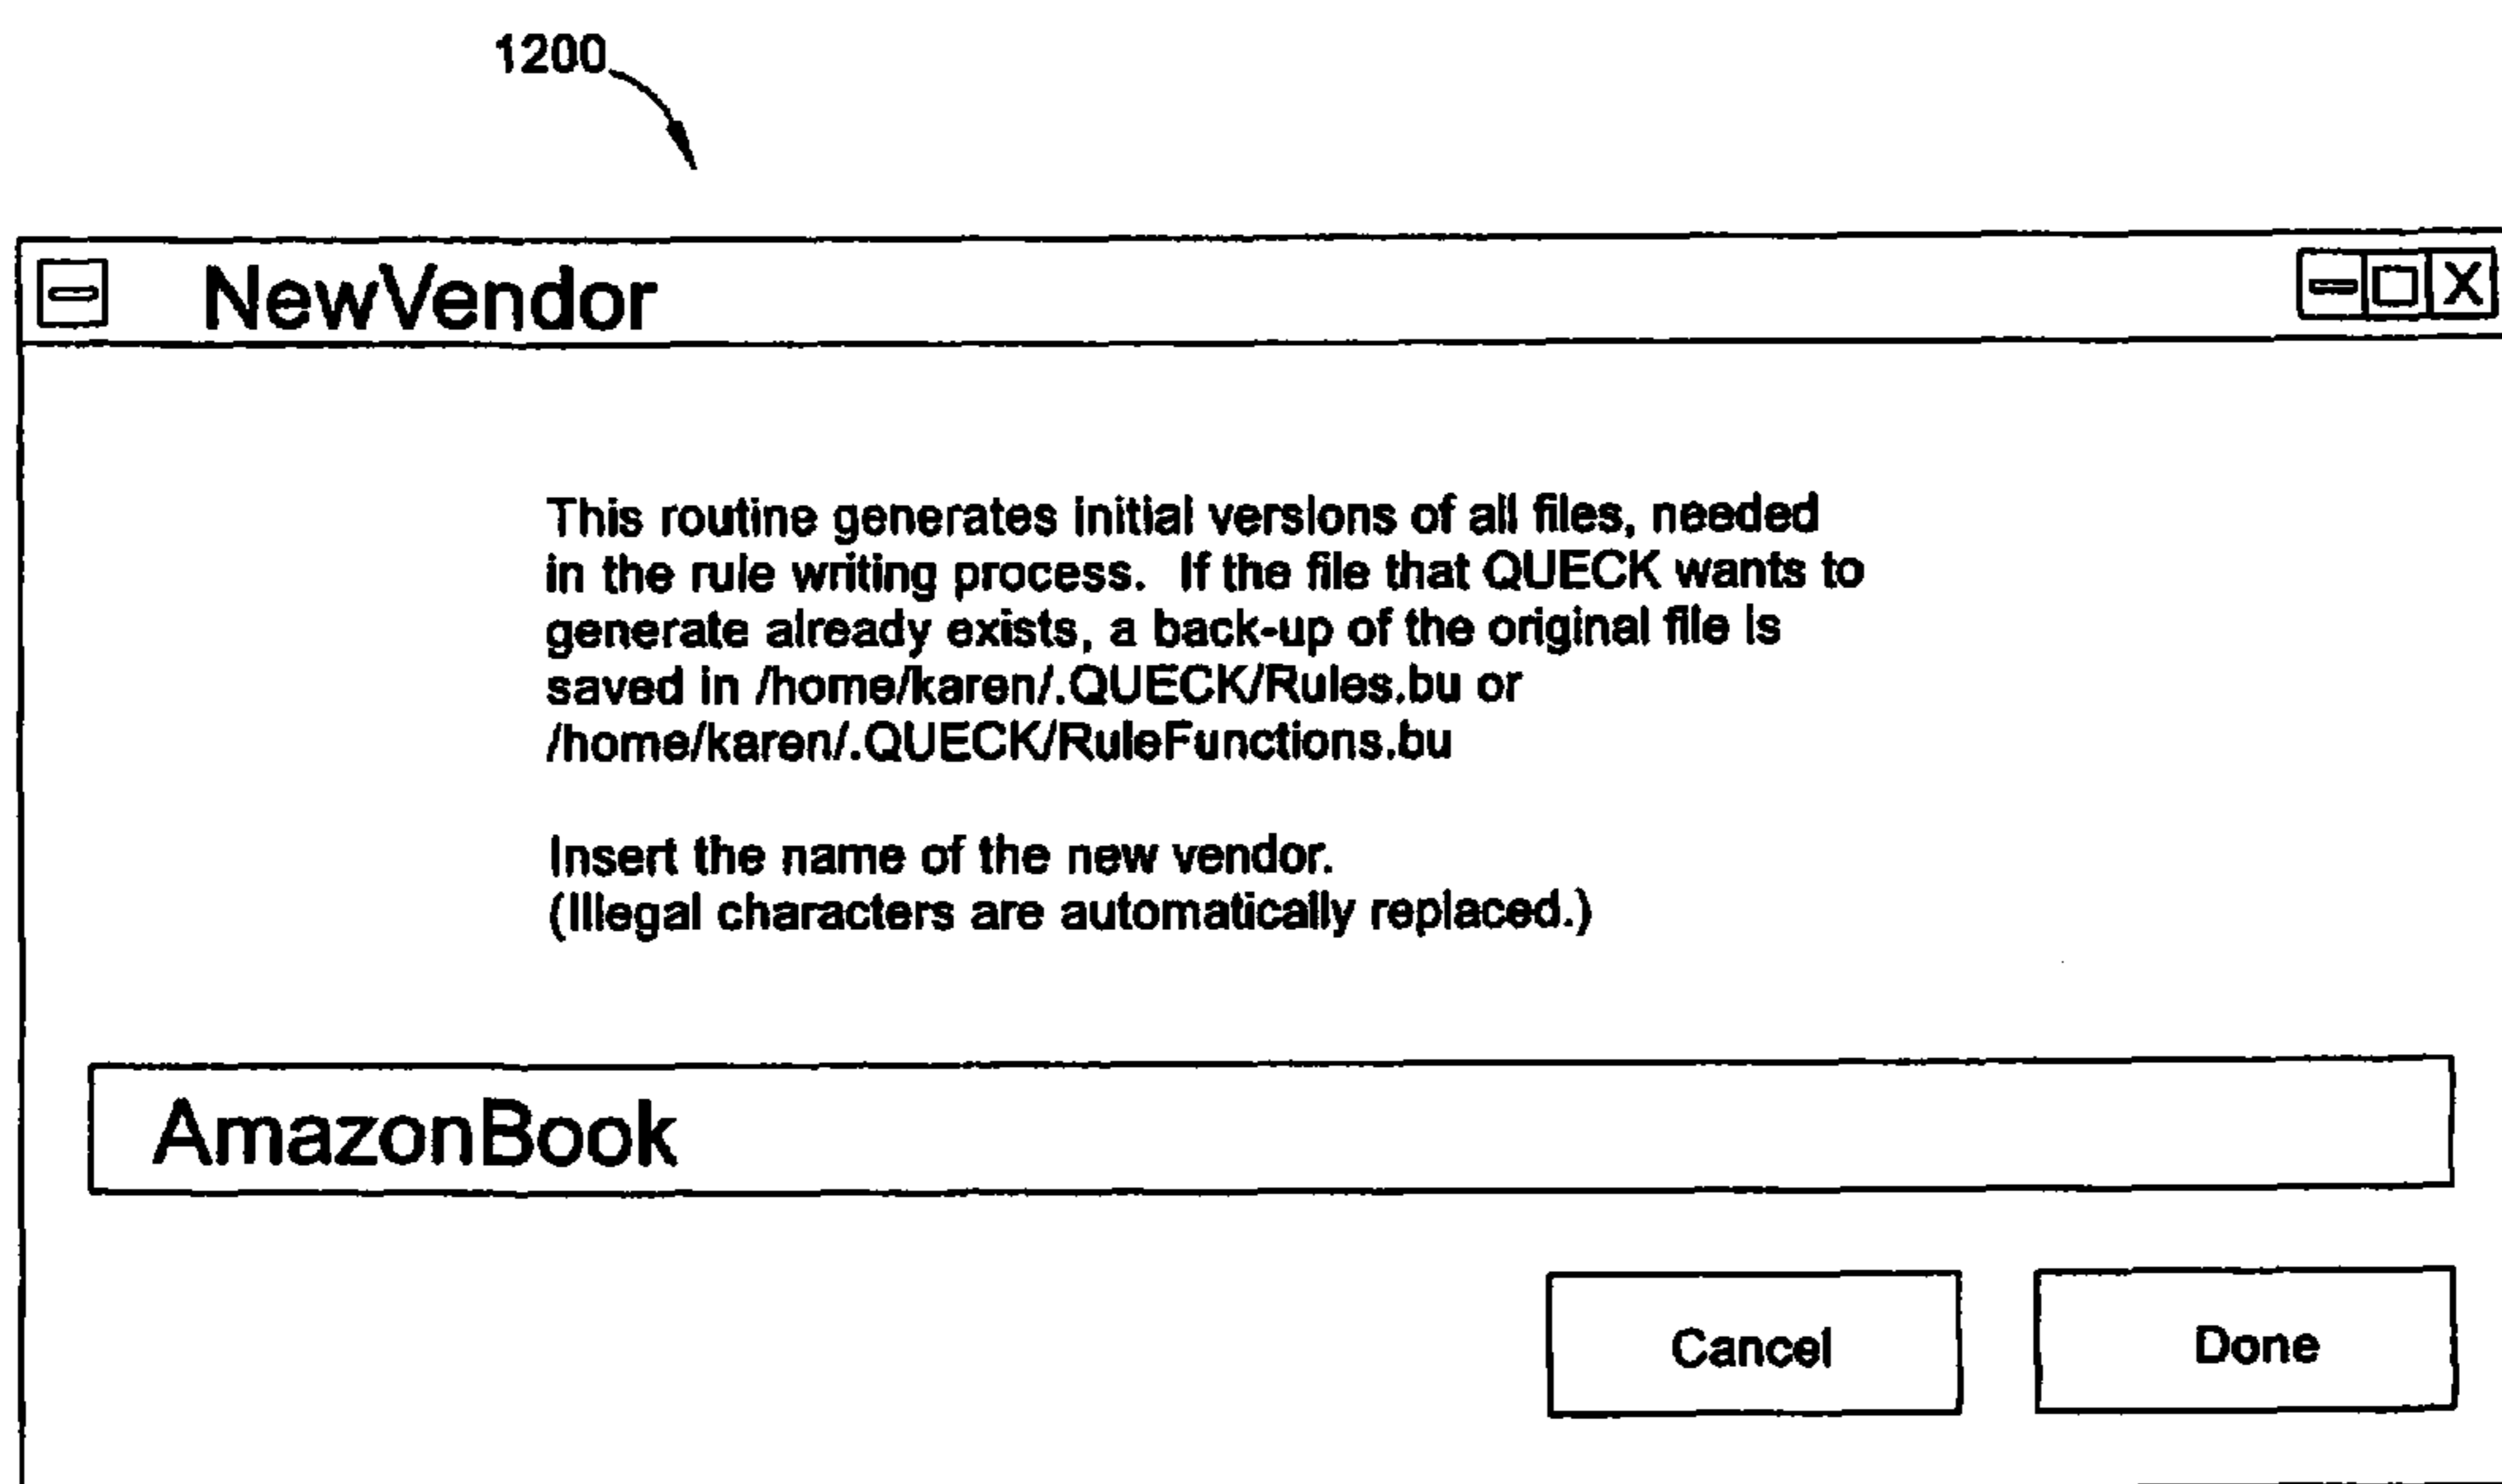 1200
NewVendor
This routine generates initial versions of all files, needed
in the rule writing process.  If the file that QUECK wants to
generate already exists, a back-up of the original file is
saved in /home/karen/.QUECK/Rules.bu or
/home/karen/.QUECK/RuleFunctions.bu
Insert the name of the new vendor.
(Illegal characters are automatically replaced.)
AmazonBook
Cancel Done